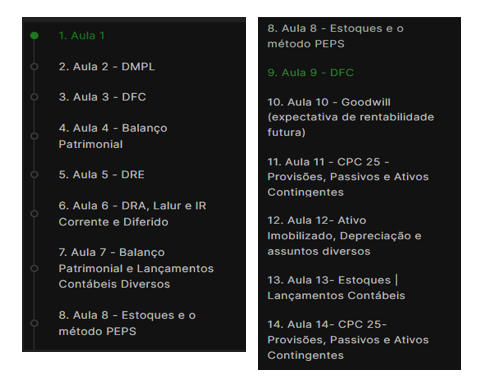 1. Aula 1
2. Aula 2 - DMPL
3. Aula 3 - DFC
4. Aula 4 - Balanço
Patrimonial
5. Aula 5 - DRE
6. Aula 6 - DRA, Lalur e IR
Corrente e Diferido
7. Aula 7 - Balanço
Patrimonial e Lançamentos
Contábeis Diversos
8. Aula 8 - Estoques e o
método PEPS
8. Aula 8 - Estoques e o
método PEPS
9. Aula 9 - DFC
10. Aula 10 - Goodwill
(expectativa de rentabilidade
futura)
11. Aula 11 - CPC 25 -
Provisões, Passivos e Ativos
Contingentes
12. Aula 12- Ativo
Imobilizado, Depreciação e
assuntos diversos
13. Aula 13- Estoques |
Lançamentos Contábeis
14. Aula 14- CPC 25-
Provisões, Passivos e Ativos
Contingentes